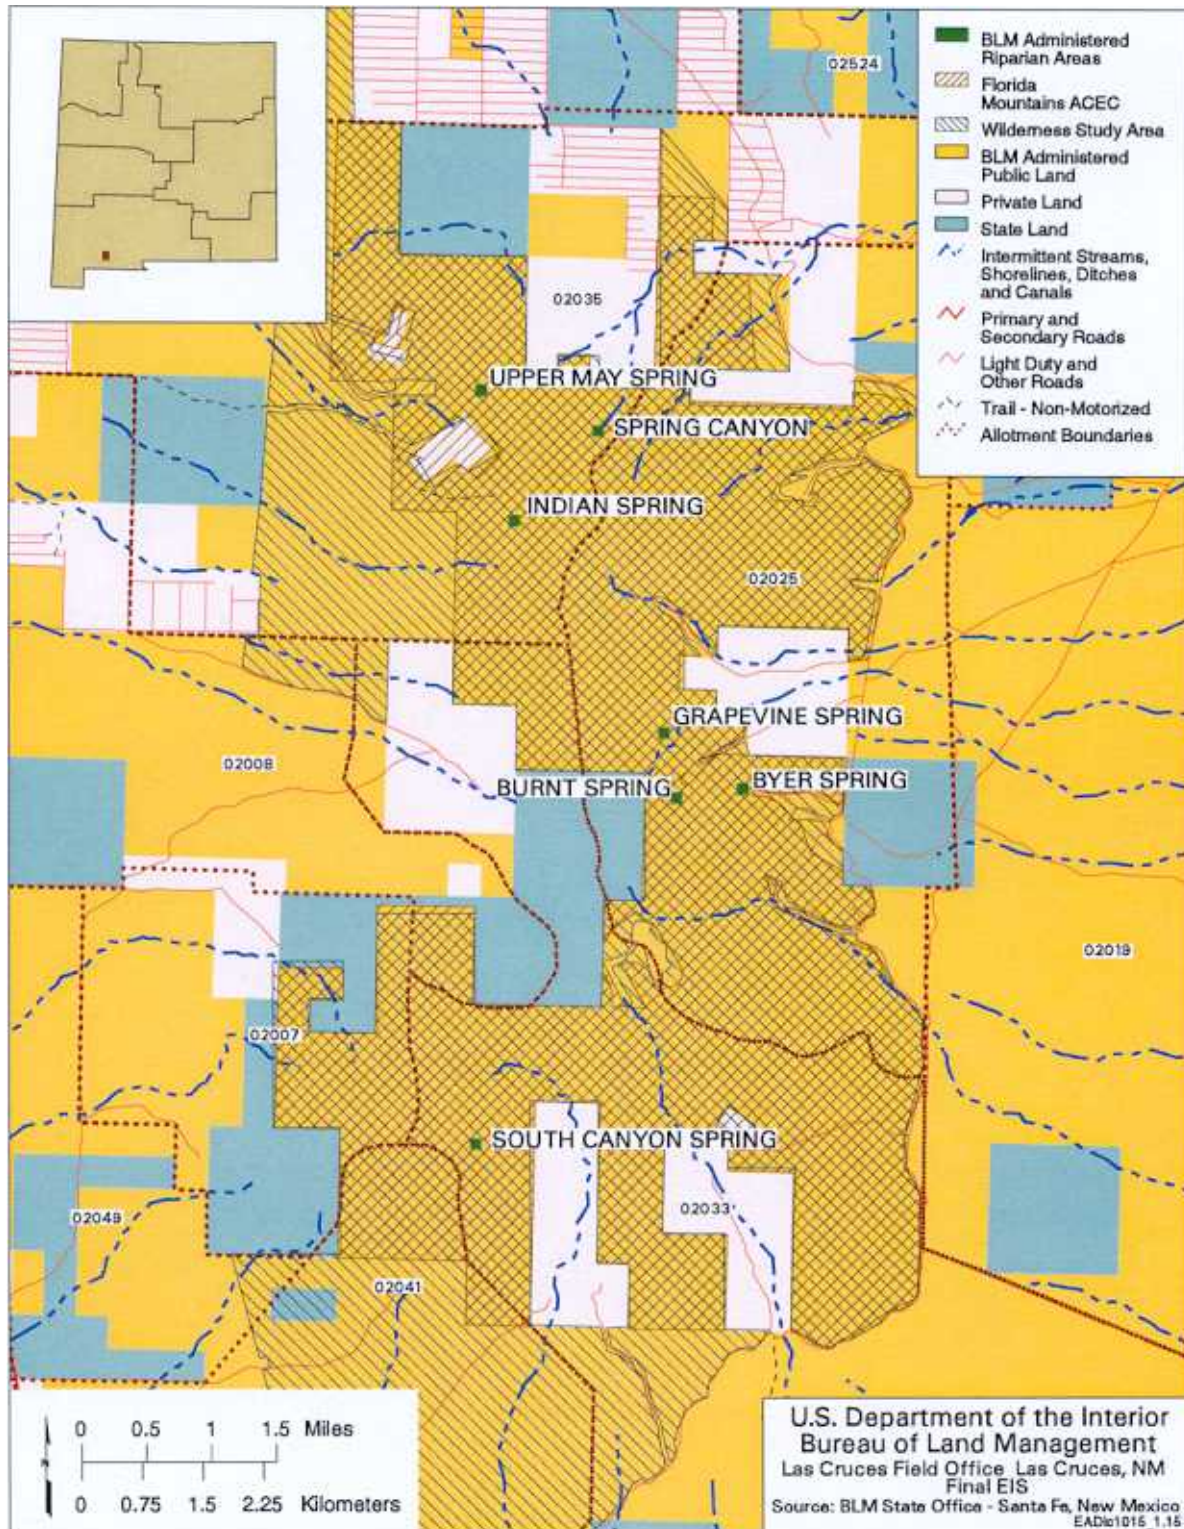 02524
BLM Administered
Riparian Areas
Florida
Mountains ACEC
Wilderness Study Area
BLM Administered
Public Land
Private Land
State Land
Intermittent Streams,
Shorelines, Ditches
and Canals
Primary and
Secondary Roads
Light Duty and
Other Roads
Trail - Non-Motorized
Allotment Boundaries
02035
UPPER MAY SPRING
SPRING CANYON
INDIAN SPRING
02025
GRAPEVINE SPRING
02008
BURNT SPRING
BYER SPRING
02019
02007
SOUTH CANYON SPRING
02033
02049
02041
0 0.5 1 1.5 Miles
N
0 0.75 1.5 2.25 Kilometers
U.S. Department of the Interior
Bureau of Land Management
Las Cruces Field Office Las Cruces, NM
Final EIS
Source: BLM State Office - Santa Fe, New Mexico
EADlc1015 1.15